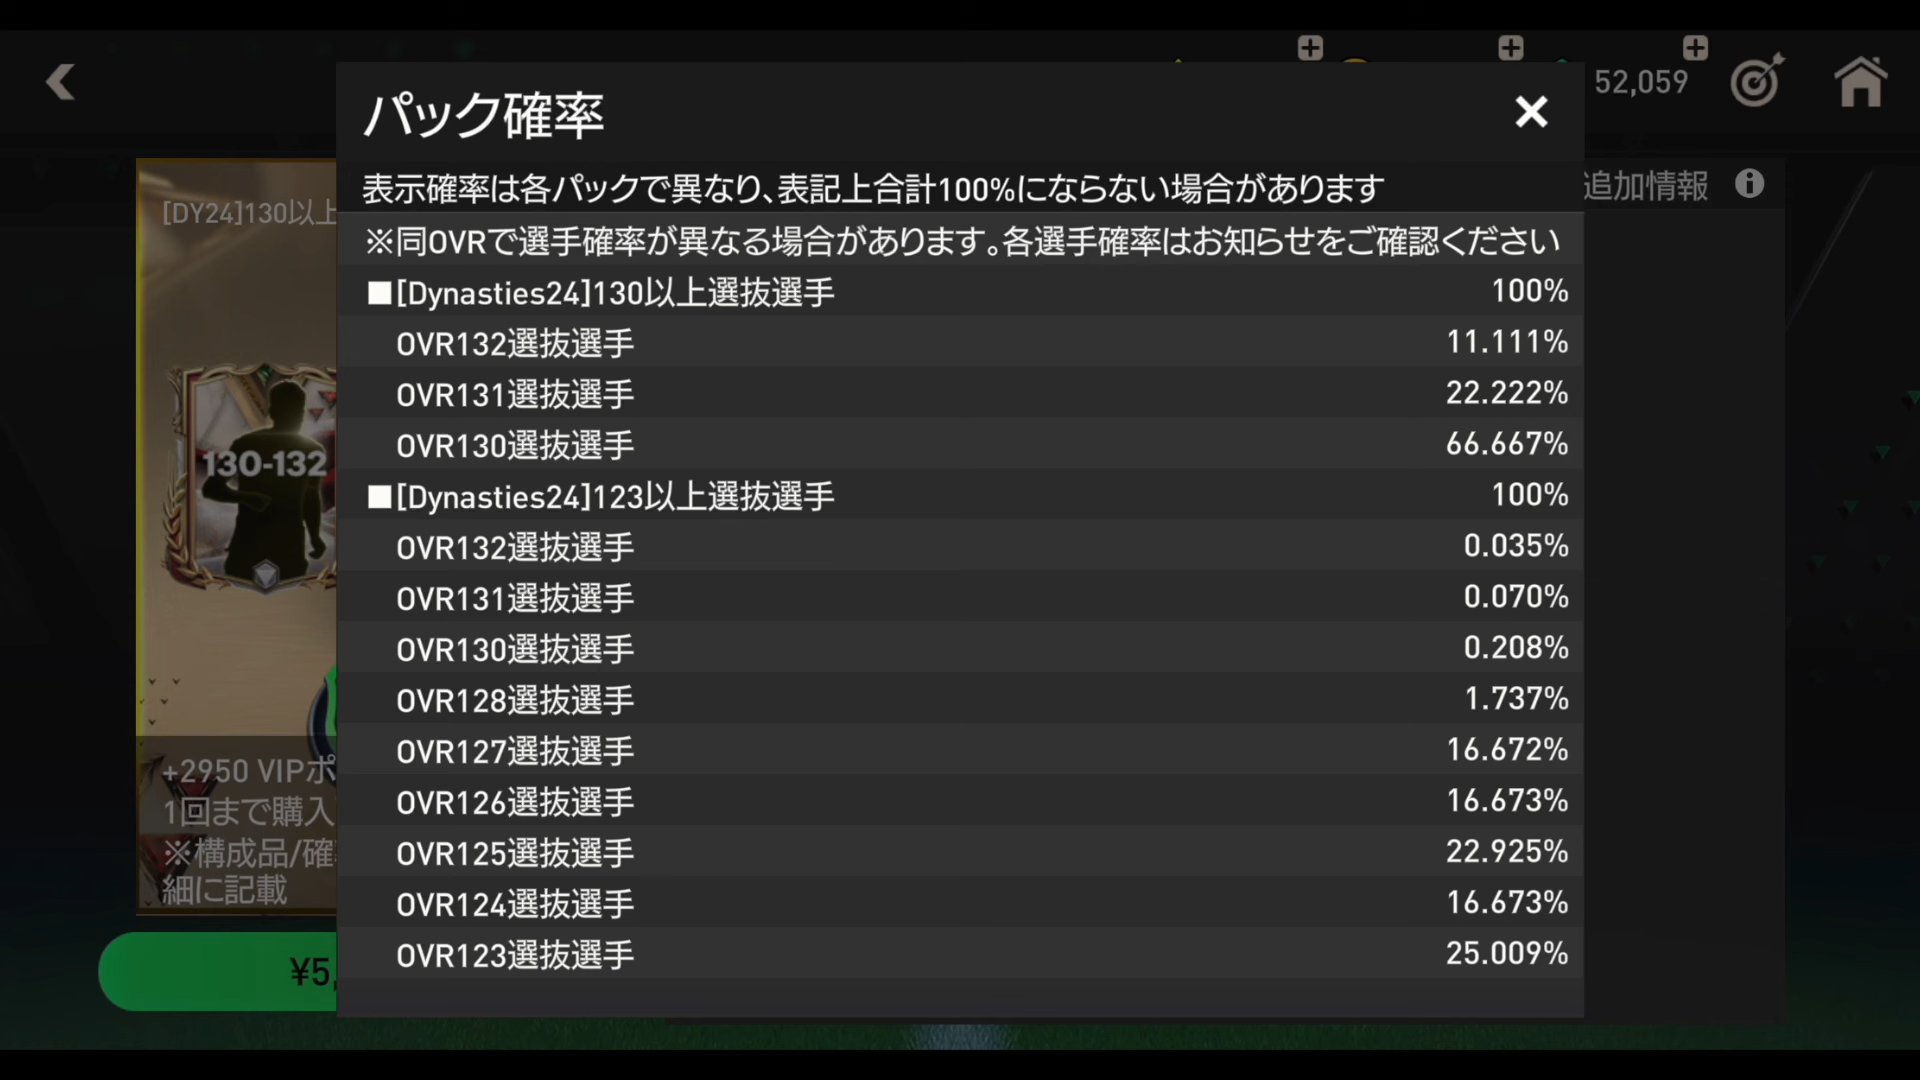 52,059
パック確率
表示確率は各パックで異なり、表記上合計100%にならない場合があります
追加情報
[DY24]130以上
※同OVRで選手確率が異なる場合があります。各選手確率はお知らせをご確認ください
■[Dynasties24]130以上選抜選手 100%
OVR132選抜選手 11.111%
OVR131選抜選手 22.222%
OVR130選抜選手 66.667%
130-132
■[Dynasties24]123以上選抜選手 100%
OVR132選抜選手 0.035%
OVR131選抜選手 0.070%
OVR130選抜選手 0.208%
OVR128選抜選手 1.737%
OVR127選抜選手 16.672%
OVR126選抜選手 16.673%
OVR125選抜選手 22.925%
OVR124選抜選手 16.673%
OVR123選抜選手 25.009%
+2950 VIPポ
1回まで購入
※構成品/確
細に記載
¥5,